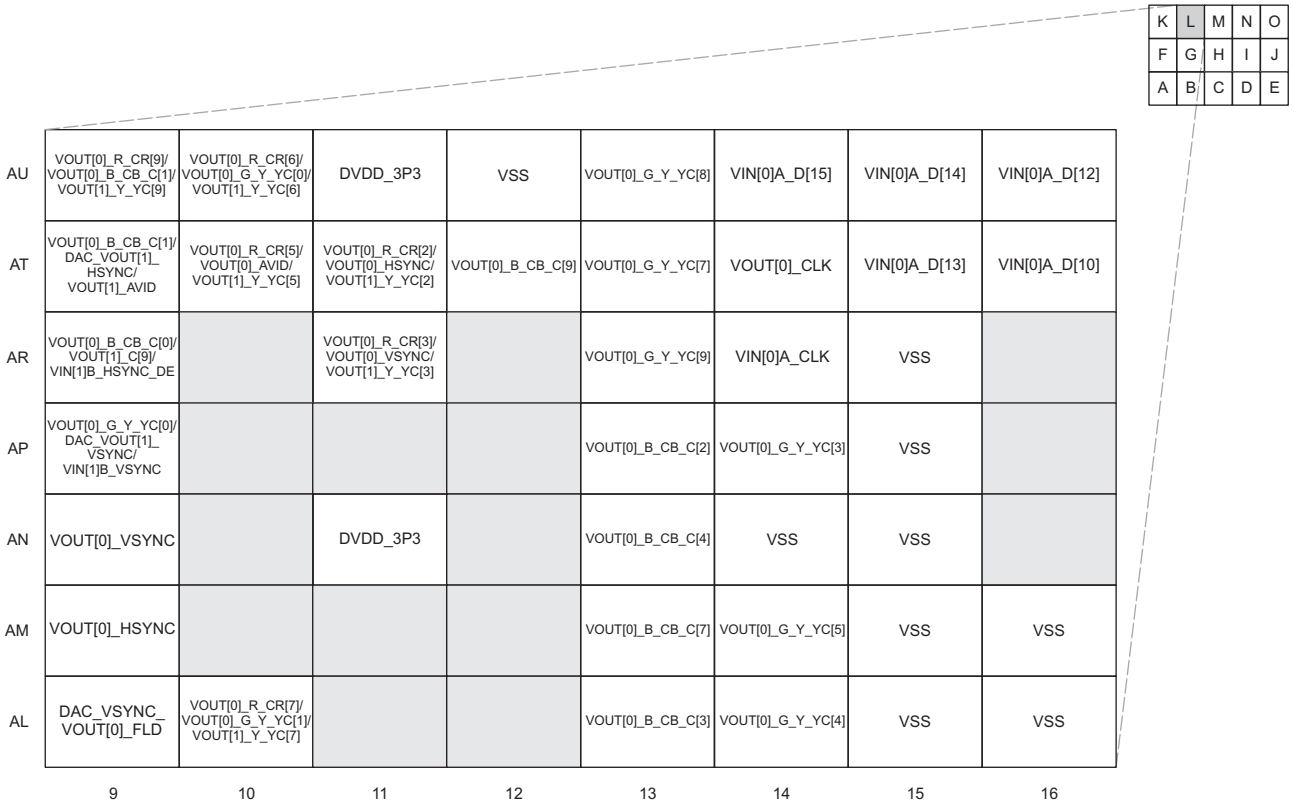 K L M N O
F G H I J
A B C D E
AU
VOUT[0]_R_CR[9]/
VOUT[0]_B_CB_C[1]/
VOUT[1]_Y_YC[9]
VOUT[0]_R_CR[6]/
VOUT[0]_G_Y_YC[0]/
VOUT[1]_Y_YC[6]
DVDD_3P3
VSS
VOUT[0]_G_Y_YC[8]
VIN[0]A_D[15]
VIN[0]A_D[14]
VIN[0]A_D[12]
AT
VOUT[0]_B_CB_C[1]/
DAC_VOUT[1]_
HSYNC/
VOUT[1]_AVID
VOUT[0]_R_CR[5]/
VOUT[0]_AVID/
VOUT[1]_Y_YC[5]
VOUT[0]_R_CR[2]/
VOUT[0]_HSYNC/
VOUT[1]_Y_YC[2]
VOUT[0]_B_CB_C[9]
VOUT[0]_G_Y_YC[7]
VOUT[0]_CLK
VIN[0]A_D[13]
VIN[0]A_D[10]
AR
VOUT[0]_B_CB_C[0]/
VOUT[1]_C[9]/
VIN[1]B_HSYNC_DE
VOUT[0]_R_CR[3]/
VOUT[0]_VSYNC/
VOUT[1]_Y_YC[3]
VOUT[0]_G_Y_YC[9]
VIN[0]A_CLK
VSS
AP
VOUT[0]_G_Y_YC[0]/
DAC_VOUT[1]_
VSYNC/
VIN[1]B_VSYNC
VOUT[0]_B_CB_C[2]
VOUT[0]_G_Y_YC[3]
VSS
AN
VOUT[0]_VSYNC
DVDD_3P3
VOUT[0]_B_CB_C[4]
VSS
VSS
AM
VOUT[0]_HSYNC
VOUT[0]_B_CB_C[7]
VOUT[0]_G_Y_YC[5]
VSS
VSS
AL
DAC_VSYNC_
VOUT[0]_FLD
VOUT[0]_R_CR[7]/
VOUT[0]_G_Y_YC[1]/
VOUT[1]_Y_YC[7]
VOUT[0]_B_CB_C[3]
VOUT[0]_G_Y_YC[4]
VSS
VSS
9 10 11 12 13 14 15 16